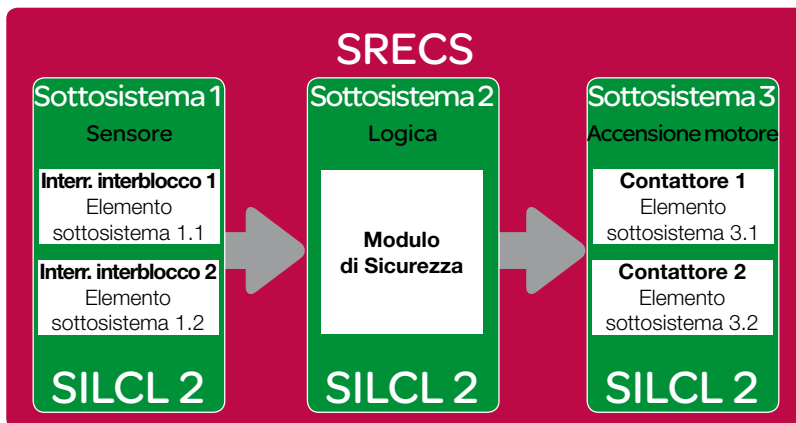 SRECS
Sottosistema 1
Sensore
Interr. interblocco 1
Elemento
sottosistema 1.1
Interr. interblocco 2
Elemento
sottosistema 1.2
SILCL 2
Sottosistema 2
Logica
Modulo
di Sicurezza
SILCL 2
Sottosistema 3
Accensione motore
Contattore 1
Elemento
sottosistema 3.1
Contattore 2
Elemento
sottosistema 3.2
SILCL 2